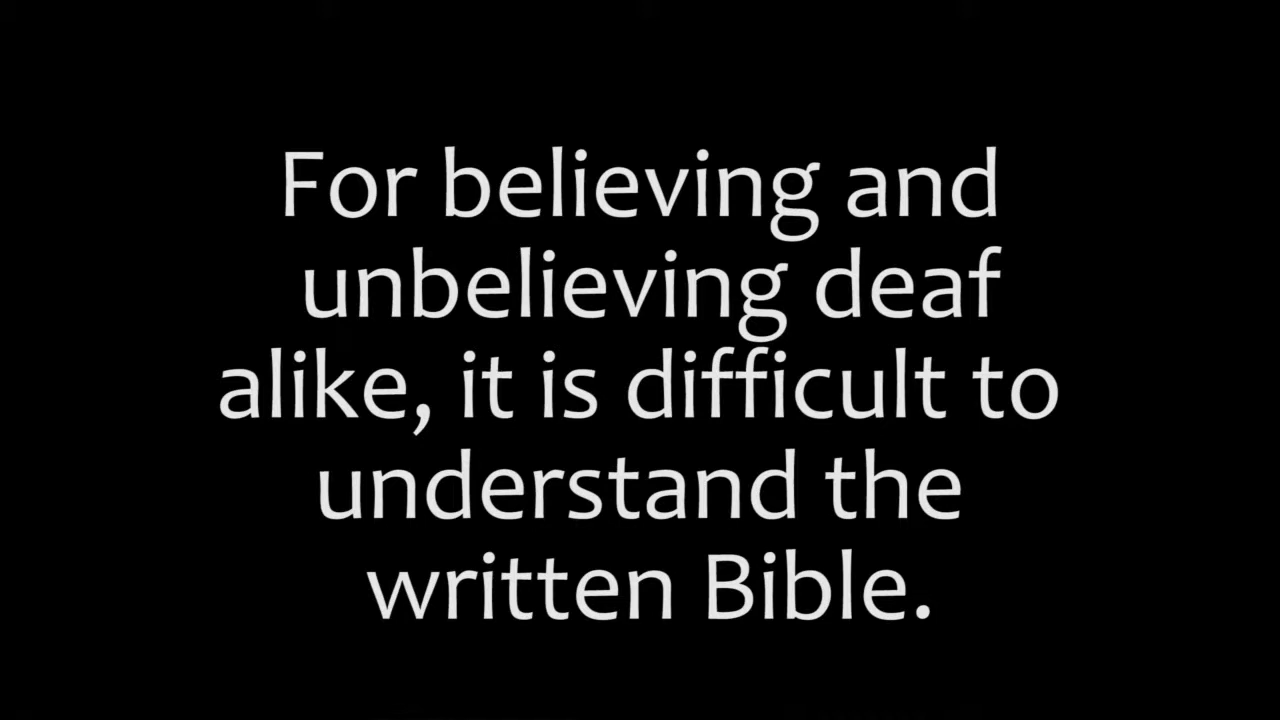 For believing and
unbelieving deaf
alike, it is difficult to
understand the
written Bible.